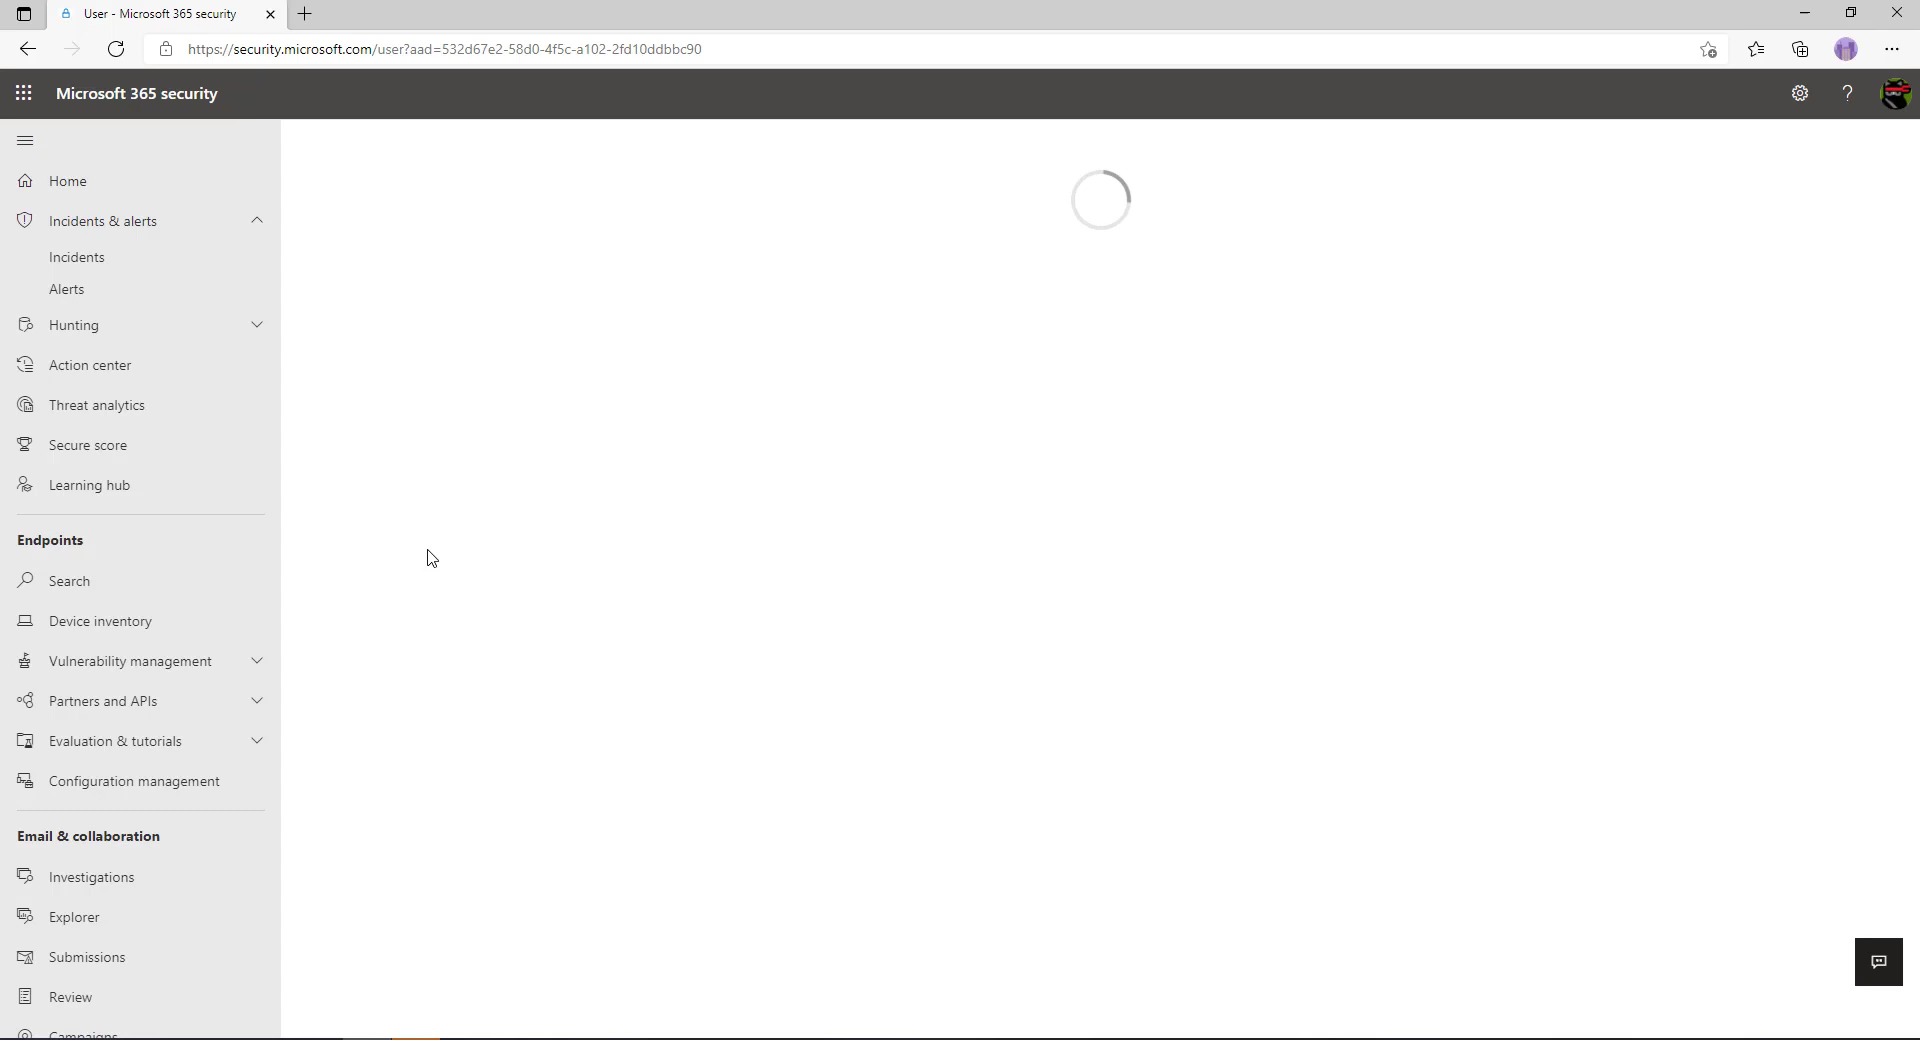 User - Microsoft 365 security
https://security.microsoft.com/user?aad=532d67e2-58d0-4f5c-a102-2fd10ddbbc90
Microsoft 365 security
Home
Incidents & alerts
Incidents
Alerts
Hunting
Action center
Threat analytics
Secure score
Learning hub
Endpoints
Search
Device inventory
Vulnerability management
Partners and APIs
Evaluation & tutorials
Configuration management
Email & collaboration
Investigations
Explorer
Submissions
Review
Campaigns